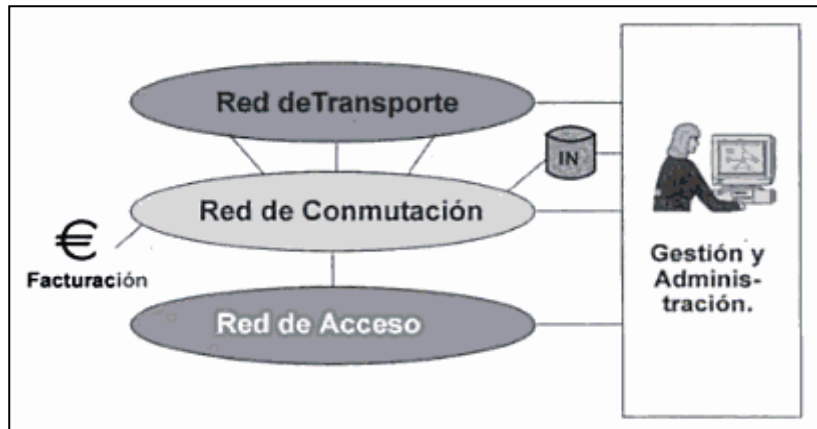 Red deTransporte
IN
Red de Conmutación
€
Facturación
Gestión y
Adminis-
tración.
Red de Acceso